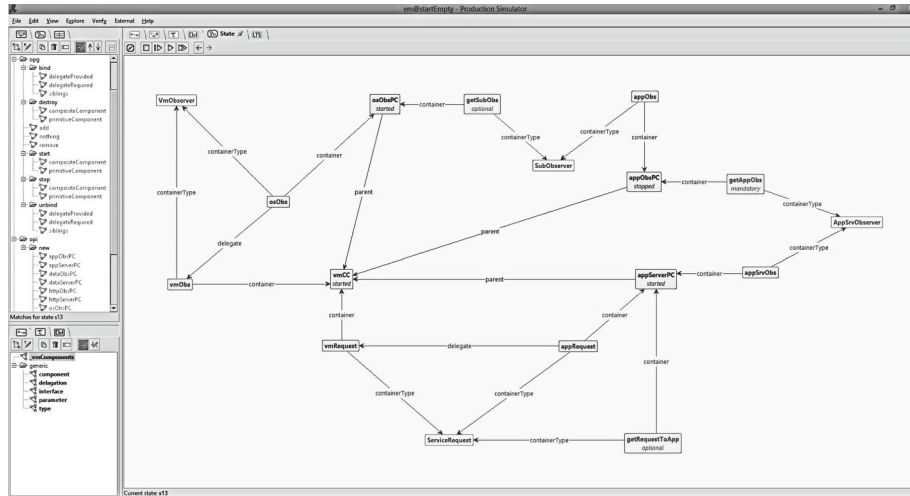 vm@startEmpty - Production Simulator
File Edit View Explore Verify External Help
State
LTS
opg
bind
delegateProvided
delegateRequired
siblings
destroy
compositeComponent
primitiveComponent
add
nothing
remove
start
compositeComponent
primitiveComponent
stop
compositeComponent
primitiveComponent
unbind
delegateProvided
delegateRequired
siblings
opi
new
appObsPC
appServerPC
dataObsPC
dataServerPC
httpObsPC
httpServerPC
osObsPC
Matches for state s13
_vmComponents
generic
component
delagation
interface
parameter
type
VmObserver
osObsPC
started
container
getSubObs
optional
appObs
containerType
containerType
container
containerType
container
SubObserver
containerType
parent
appObsPC
stopped
container
getAppObs
mandatory
osObs
containerType
AppSrvObserver
delegate
parent
containerType
vmObs
container
vmCC
started
parent
appServerPC
started
container
appSrvObs
container
container
vmRequest
delegate
appRequest
container
containerType
containerType
ServiceRequest
containerType
getRequestToApp
optional
Current state: s13